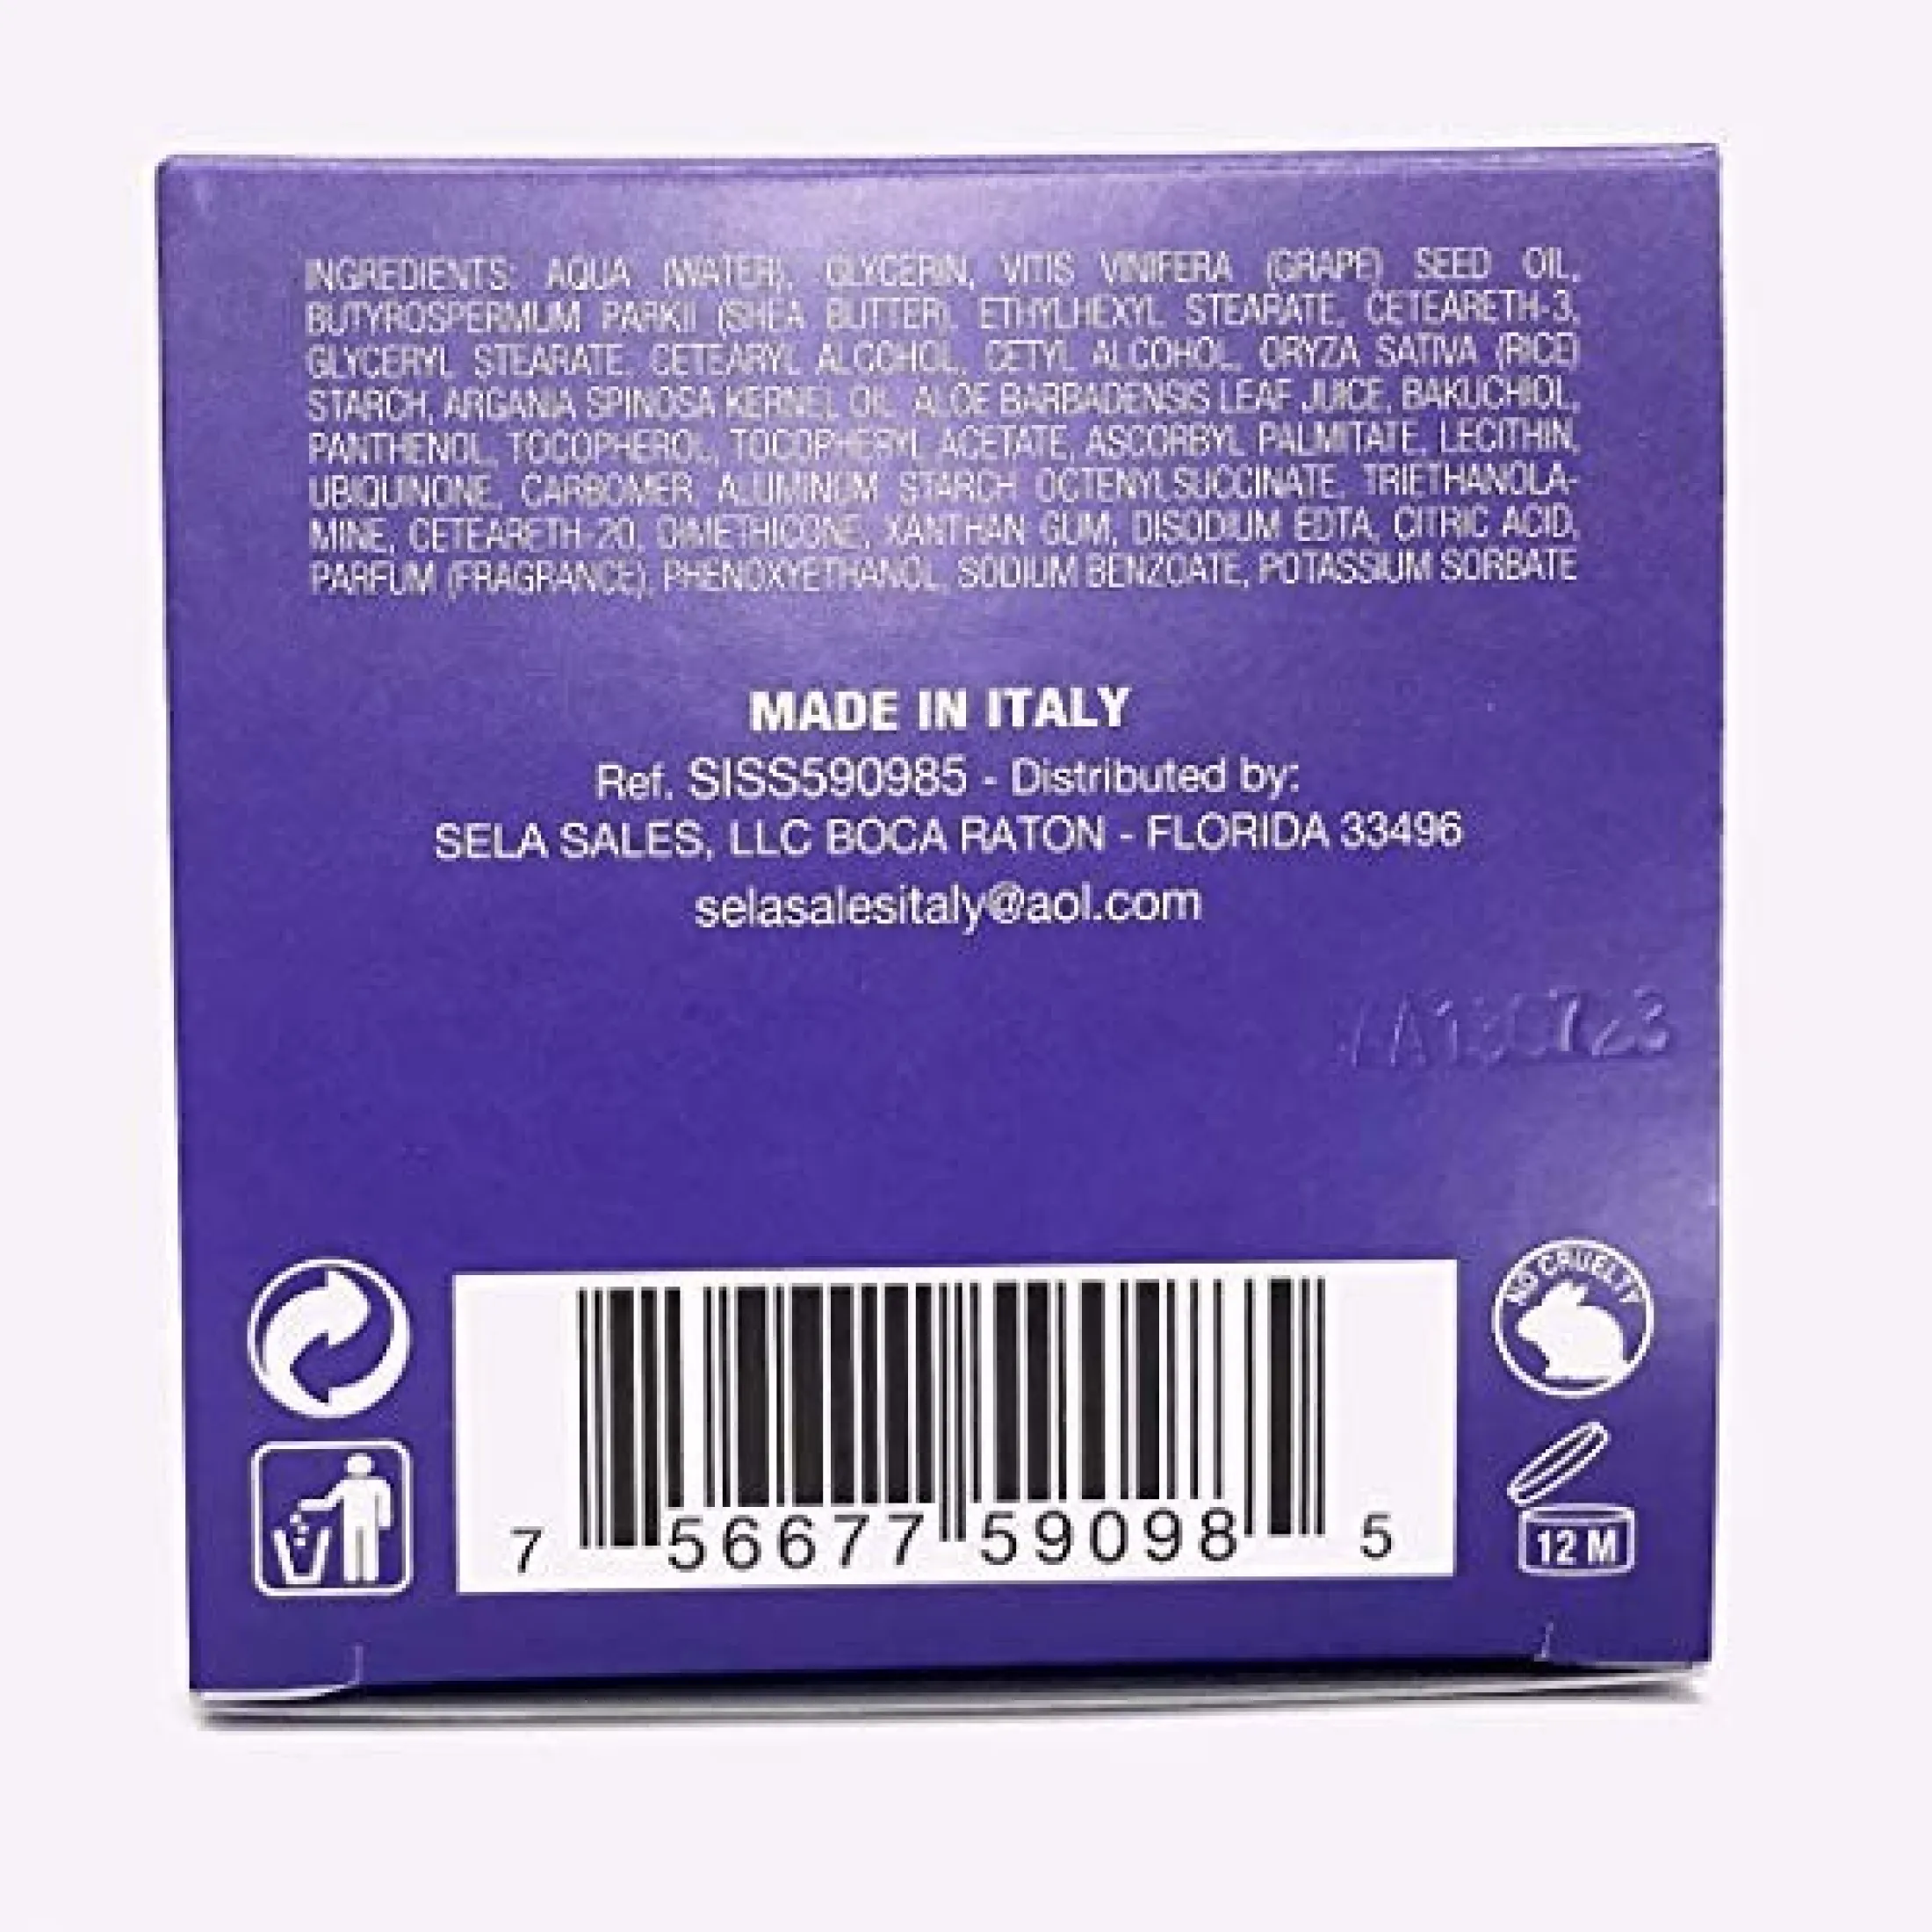 INGREDIENTS: AQUA (WATER), GLYCERIN, VITIS VINIFERA (GRAPE) SEED OIL,
BUTYROSPERMUM PARKII (SHEA BUTTER), ETHYLHEXYL STEARATE, CETEARETH-3,
GLYCERYL STEARATE, CETEARYL ALCOHOL, CETYL ALCOHOL, ORYZA SATIVA (RICE)
STARCH, ARGANIA SPINOSA KERNEL OIL, ALOE BARBADENSIS LEAF JUICE, BAKUCHIOL,
PANTHENOL, TOCOPHEROL, TOCOPHERYL ACETATE, ASCORBYL PALMITATE, LECITHIN,
UBIQUINONE, CARBOMER, ALUMINUM STARCH OCTENYLSUCCINATE, TRIETHANOLA-
MINE, CETEARETH-20, DIMETHICONE, XANTHAN GUM, DISODIUM EDTA, CITRIC ACID,
PARFUM (FRAGRANCE), PHENOXYETHANOL, SODIUM BENZOATE, POTASSIUM SORBATE
MADE IN ITALY
Ref. SISS590985 - Distributed by:
SELA SALES, LLC BOCA RATON - FLORIDA 33496
selasalesitaly@aol.com
NO CRUELTY
12 M
7 56677 59098 5